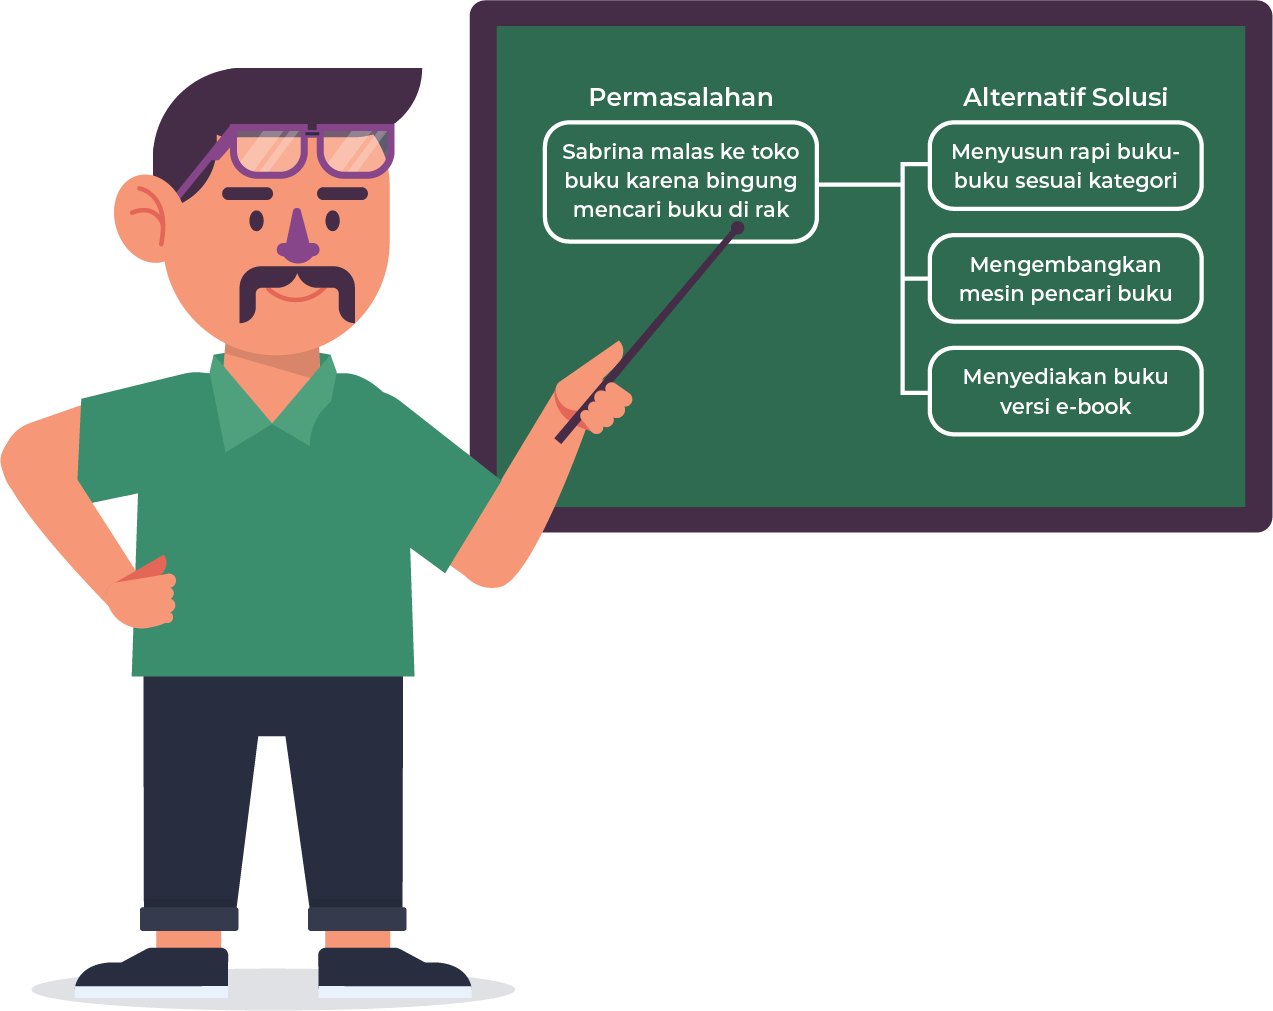 Permasalahan
Sabrina malas ke toko
buku karena bingung
mencari buku di rak
Alternatif Solusi
Menyusun rapi buku-
buku sesuai kategori
Mengembangkan
mesin pencari buku
Menyediakan buku
versi e-book